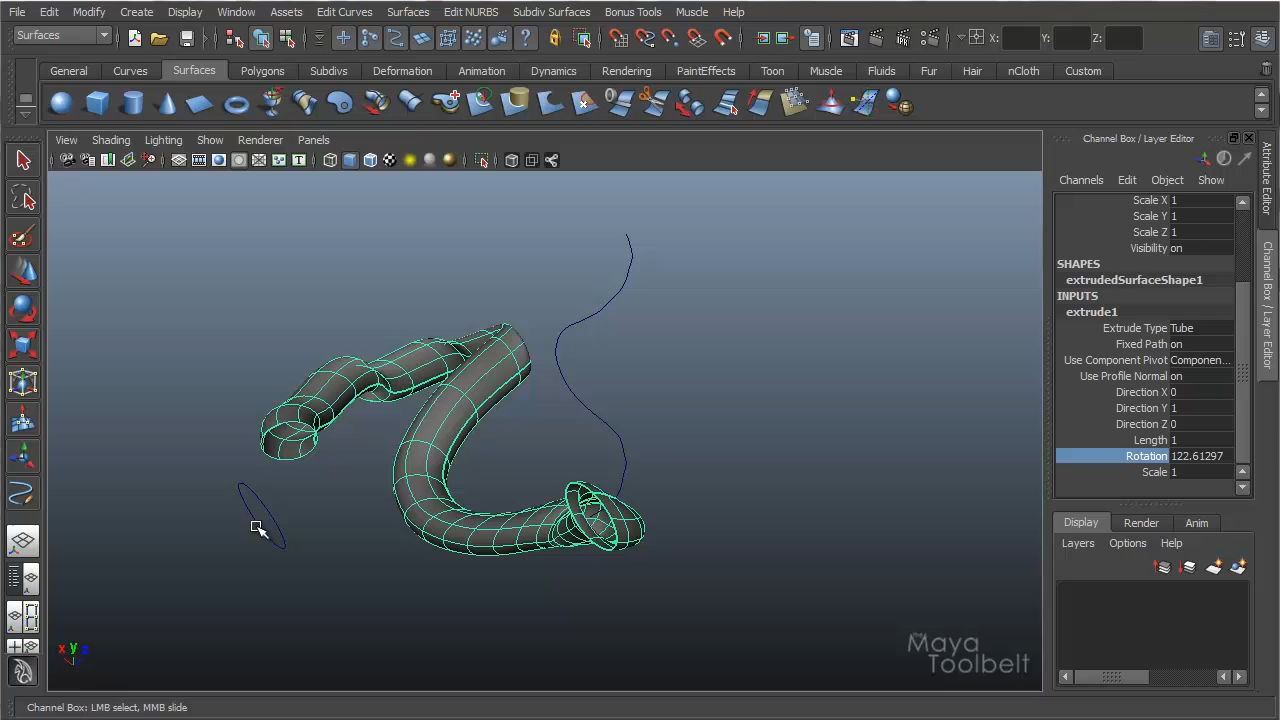 File Edit Modify Create Display Window Assets Edit Curves Surfaces Edit NURBS Subdiv Surfaces Bonus Tools Muscle Help
Surfaces X: Y: Z:
General Curves Surfaces Polygons Subdivs Deformation Animation Dynamics Rendering PaintEffects Toon Muscle Fluids Fur Hair nCloth Custom
View Shading Lighting Show Renderer Panels
Channel Box / Layer Editor
Channels Edit Object Show
Scale X 1
Scale Y 1
Scale Z 1
Visibility on
SHAPES
extrudedSurfaceShape1
INPUTS
extrude1
Extrude Type Tube
Fixed Path on
Use Component Pivot Componen...
Use Profile Normal on
Direction X 0
Direction Y 1
Direction Z 0
Length 1
Rotation 122.61297
Scale 1
Display Render Anim
Layers Options Help
Attribute Editor
Channel Box / Layer Editor
x y z
the Maya
Toolbelt
Channel Box: LMB select, MMB slide